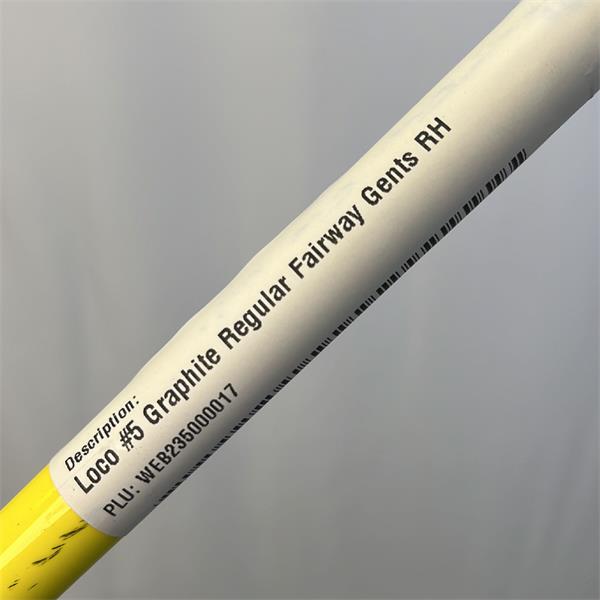 Description:
Loco #5 Graphite Regular Fairway Gents RH
PLU: WEB235000017